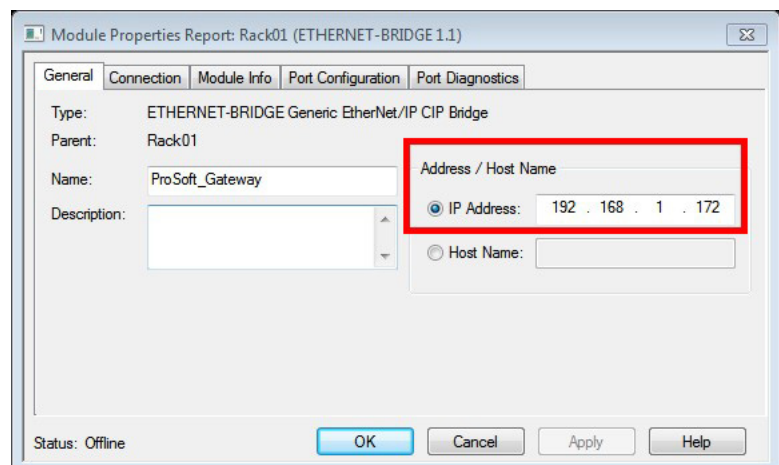 Module Properties Report: Rack01 (ETHERNET-BRIDGE 1.1)
General Connection Module Info Port Configuration Port Diagnostics
Type: ETHERNET-BRIDGE Generic EtherNet/IP CIP Bridge
Parent: Rack01
Address / Host Name
Name: ProSoft_Gateway
IP Address: 192 . 168 . 1 . 172
Description:
Host Name:
Status: Offline OK Cancel Apply Help